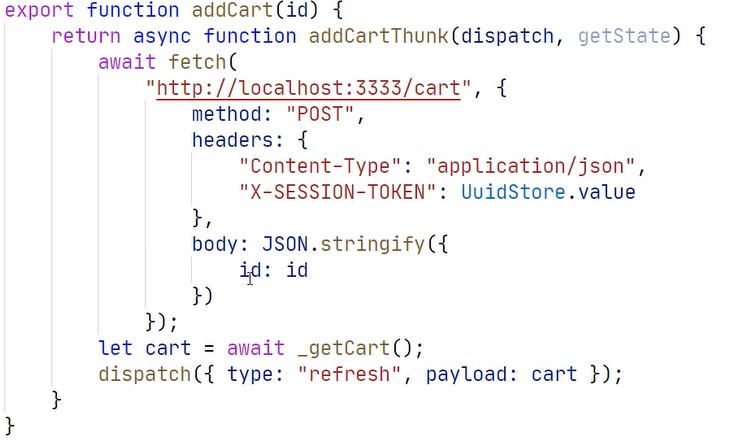 export function addCart(id) {
return async function addCartThunk(dispatch, getState) {
await fetch(
"http://localhost:3333/cart", {
method: "POST",
headers: {
"Content-Type": "application/json",
"X-SESSION-TOKEN": UuidStore.value
},
body: JSON.stringify({
id: id
})
});
let cart = await _getCart();
dispatch({ type: "refresh", payload: cart });
}
}